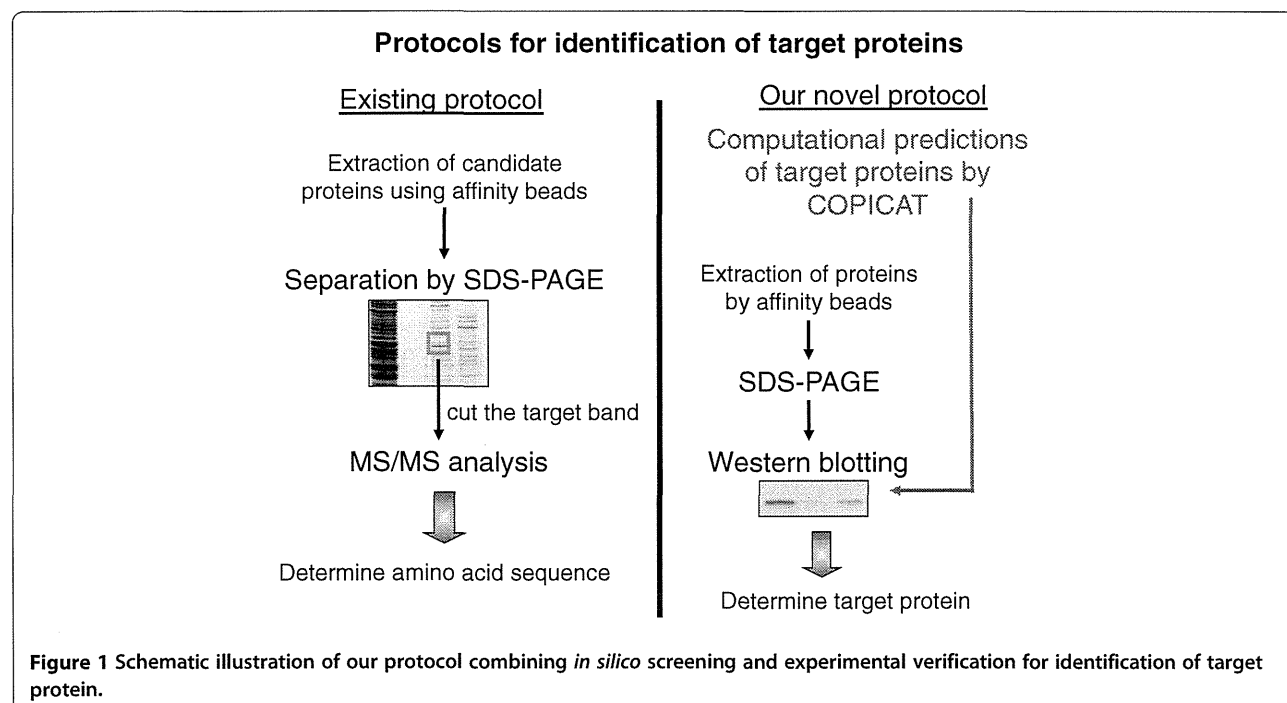 Protocols for identification of target proteins
Existing protocol
Extraction of candidate
proteins using affinity beads
Separation by SDS-PAGE
cut the target band
MS/MS analysis
Determine amino acid sequence
Our novel protocol
Computational predictions
of target proteins by
COPICAT
Extraction of proteins
by affinity beads
SDS-PAGE
Western blotting
Determine target protein
Figure 1 Schematic illustration of our protocol combining in silico screening and experimental verification for identification of target
protein.